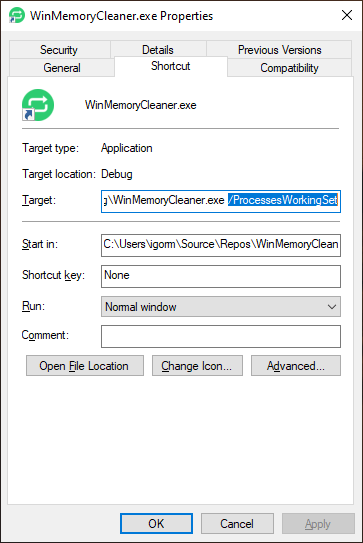 WinMemoryCleaner.exe Properties
Security Details Previous Versions
General Shortcut Compatibility
WinMemoryCleaner.exe
Target type: Application
Target location: Debug
Target: g\WinMemoryCleaner.exe /ProcessesWorkingSet
Start in: C:\Users\igorm\Source\Repos\WinMemoryClean
Shortcut key: None
Run: Normal window
Comment:
Open File Location Change Icon... Advanced...
OK Cancel Apply